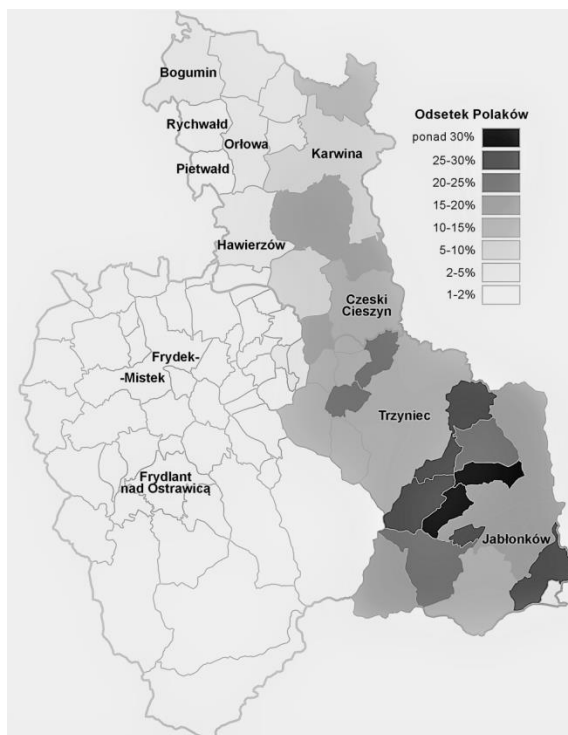 Bogumin
Rychwałd
Orłowa
Pietwałd
Karwina
Hawierzów
Czeski
Cieszyn
Frydek-
-Mistek
Trzyniec
Frydlant
nad Ostrawicą
Jabłonków
Odsetek Polaków
ponad 30%
25-30%
20-25%
15-20%
10-15%
5-10%
2-5%
1-2%